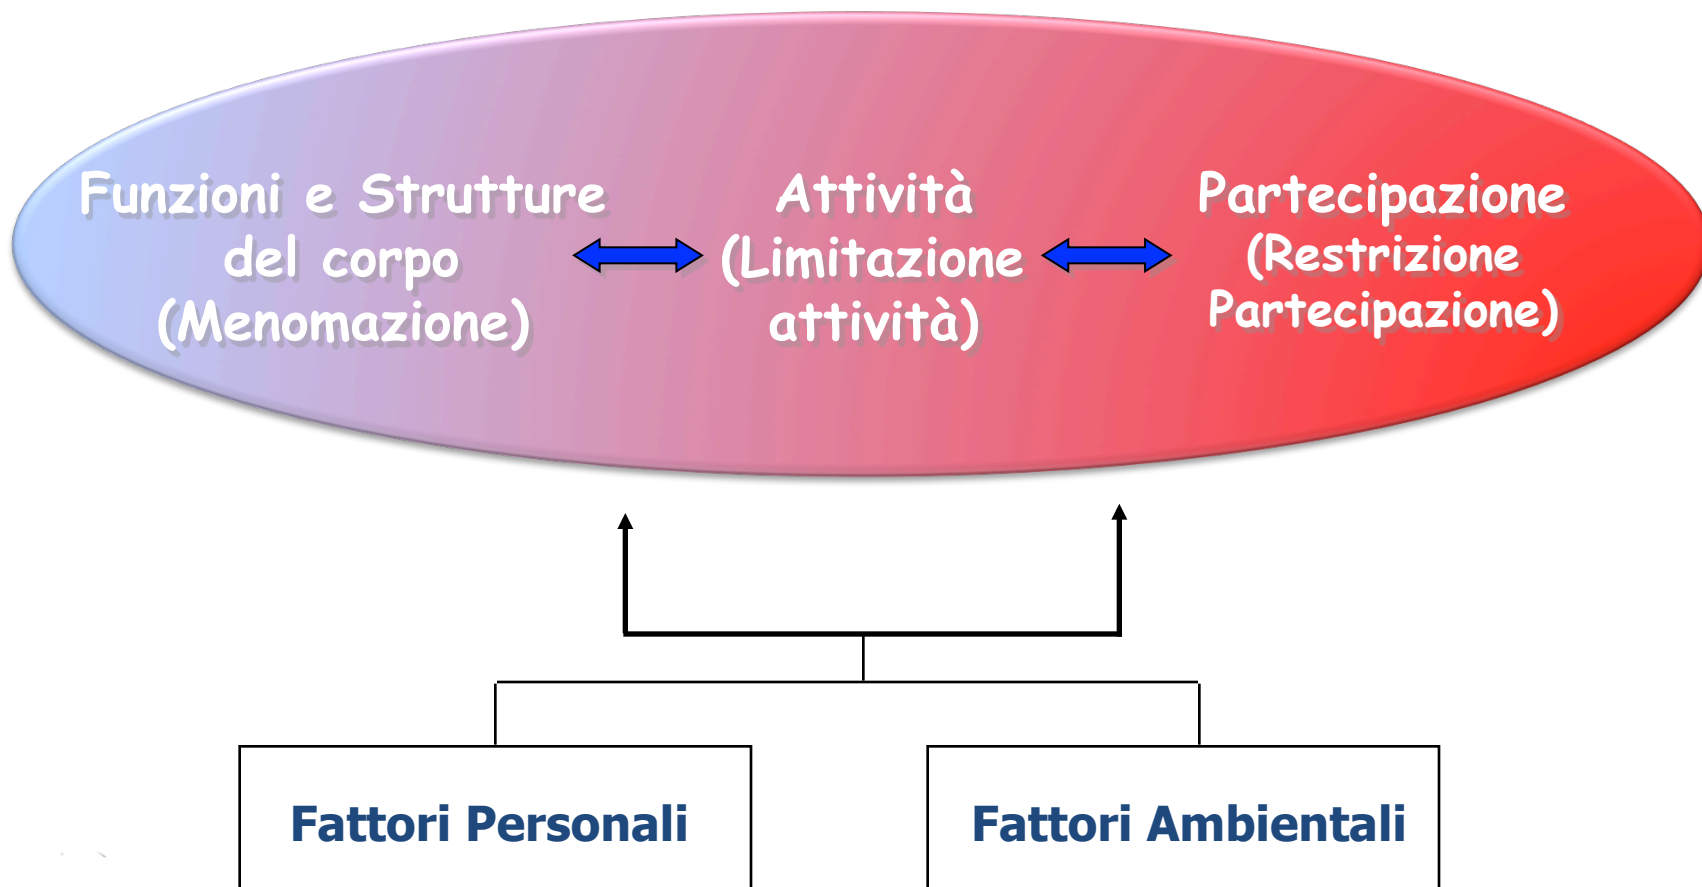 Funzioni e Strutture
del corpo
(Menomazione)
Attività
(Limitazione
attività)
Partecipazione
(Restrizione
Partecipazione)
Fattori Personali
Fattori Ambientali